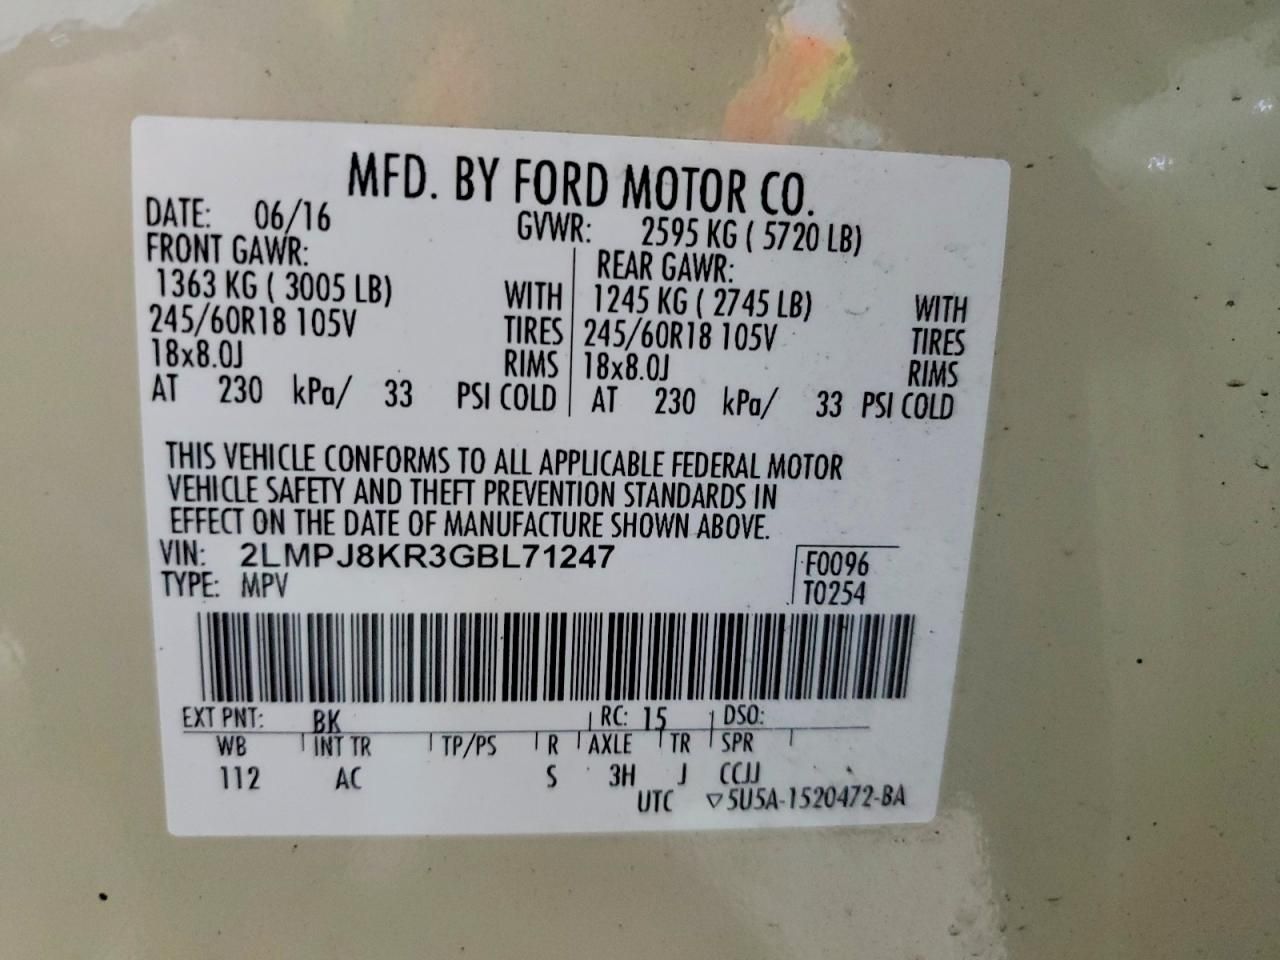 MFD. BY FORD MOTOR CO.
DATE: 06/16 GVWR: 2595 KG ( 5720 LB)
FRONT GAWR: REAR GAWR:
1363 KG ( 3005 LB) WITH 1245 KG ( 2745 LB) WITH
245/60R18 105V TIRES 245/60R18 105V TIRES
18x8.0J RIMS 18x8.0J RIMS
AT 230 kPa/ 33 PSI COLD AT 230 kPa/ 33 PSI COLD
THIS VEHICLE CONFORMS TO ALL APPLICABLE FEDERAL MOTOR
VEHICLE SAFETY AND THEFT PREVENTION STANDARDS IN
EFFECT ON THE DATE OF MANUFACTURE SHOWN ABOVE.
VIN: 2LMPJ8KR3GBL71247 F0096
TYPE: MPV T0254
EXT PNT: BK RC: 15 DSO:
WB INT TR TP/PS R AXLE TR SPR
112 AC S 3H J CCJJ
UTC ▽5U5A-1520472-BA